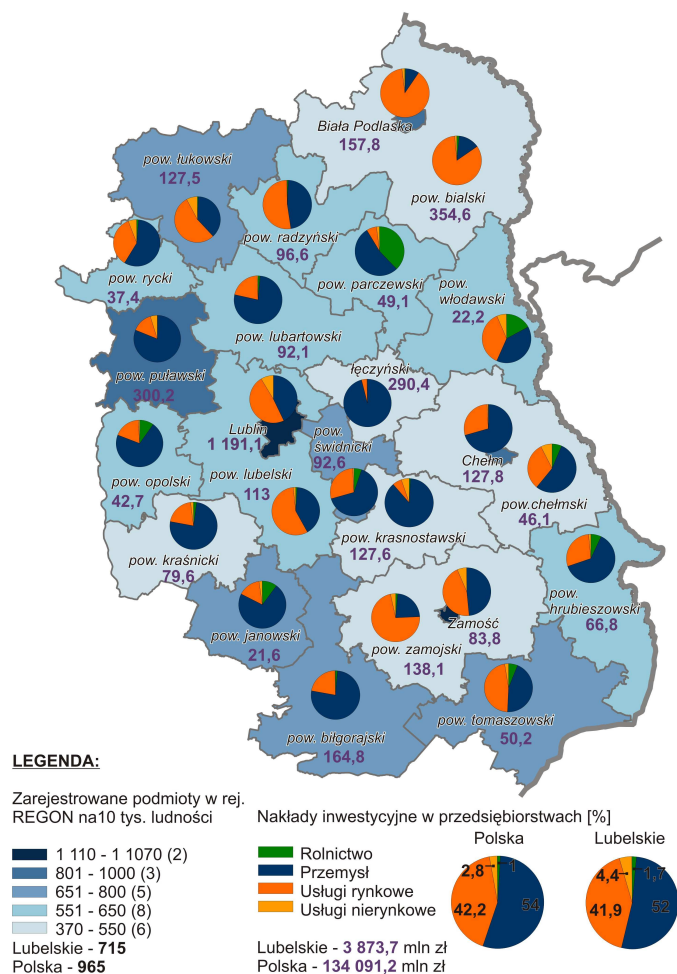 Biała Podlaska
157,8
pow. łukowski
127,5
pow. bialski
354,6
pow. radzyński
96,6
pow. rycki
37,4
pow. parczewski
49,1
pow.
włodawski
22,2
pow. lubartowski
92,1
pow. puławski
300,2
łęczyński
290,4
Lublin
1 191,1
pow.
świdnicki
92,6
Chełm
127,8
pow. opolski
42,7
pow. lubelski
113
pow.chełmski
46,1
pow. kraśnicki
79,6
pow. krasnostawski
127,6
pow.
hrubieszowski
66,8
pow. janowski
21,6
Zamość
83,8
pow. zamojski
138,1
pow. tomaszowski
50,2
pow. biłgorajski
164,8
LEGENDA:
Zarejestrowane podmioty w rej.
REGON na10 tys. ludności
1 110 - 1 1070 (2)
801 - 1000 (3)
651 - 800 (5)
551 - 650 (8)
370 - 550 (6)
Lubelskie - 715
Polska - 965
Nakłady inwestycyjne w przedsiębiorstwach [%]
Rolnictwo
Przemysł
Usługi rynkowe
Usługi nierynkowe
Lubelskie - 3 873,7 mln zł
Polska - 134 091,2 mln zł
Polska
2,8
1
42,2
54
Lubelskie
4,4
1,7
41,9
52